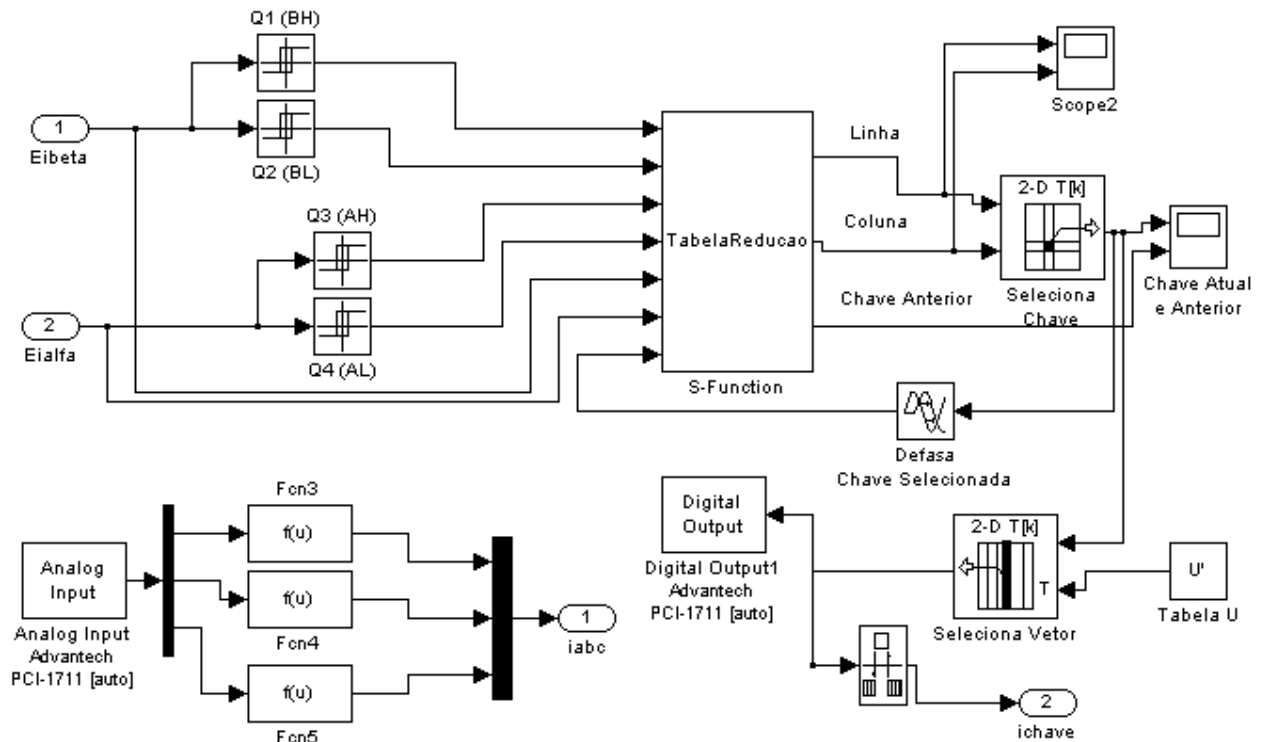 Q1 (BH)
1
Eibeta
Q2 (BL)
Q3 (AH)
2
Eialfa
Q4 (AL)
TabelaReducao
S-Function
Linha
Coluna
Chave Anterior
Scope2
2-D T[k]
Seleciona
Chave
Chave Atual
e Anterior
Defasa
Chave Selecionada
Fcn3
f(u)
Analog
Input
Analog Input
Advantech
PCI-1711 [auto]
f(u)
Fcn4
f(u)
Fcn5
1
iabc
Digital
Output
Digital Output1
Advantech
PCI-1711 [auto]
2-D T[k]
T
Seleciona Vetor
U'
Tabela U
2
ichave